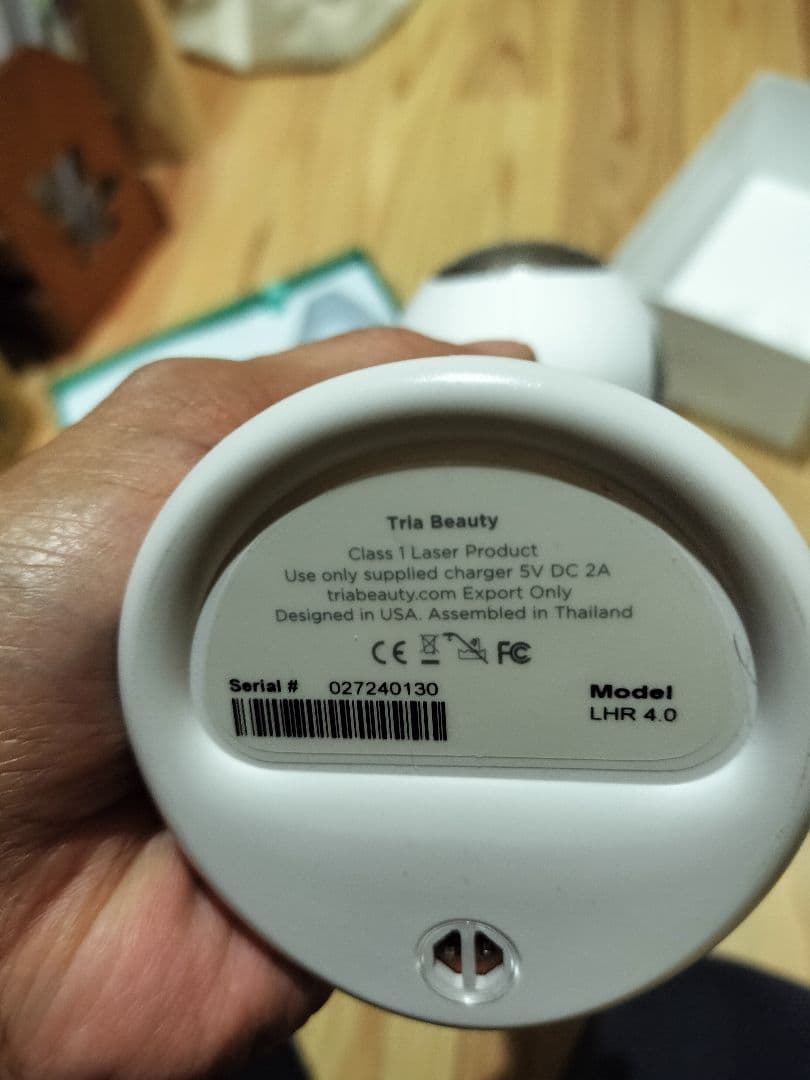 Tria Beauty
Class 1 Laser Product
Use only supplied charger 5V DC 2A
triabeauty.com Export Only
Designed in USA. Assembled in Thailand
CE FC
Serial # 027240130
Model
LHR 4.0